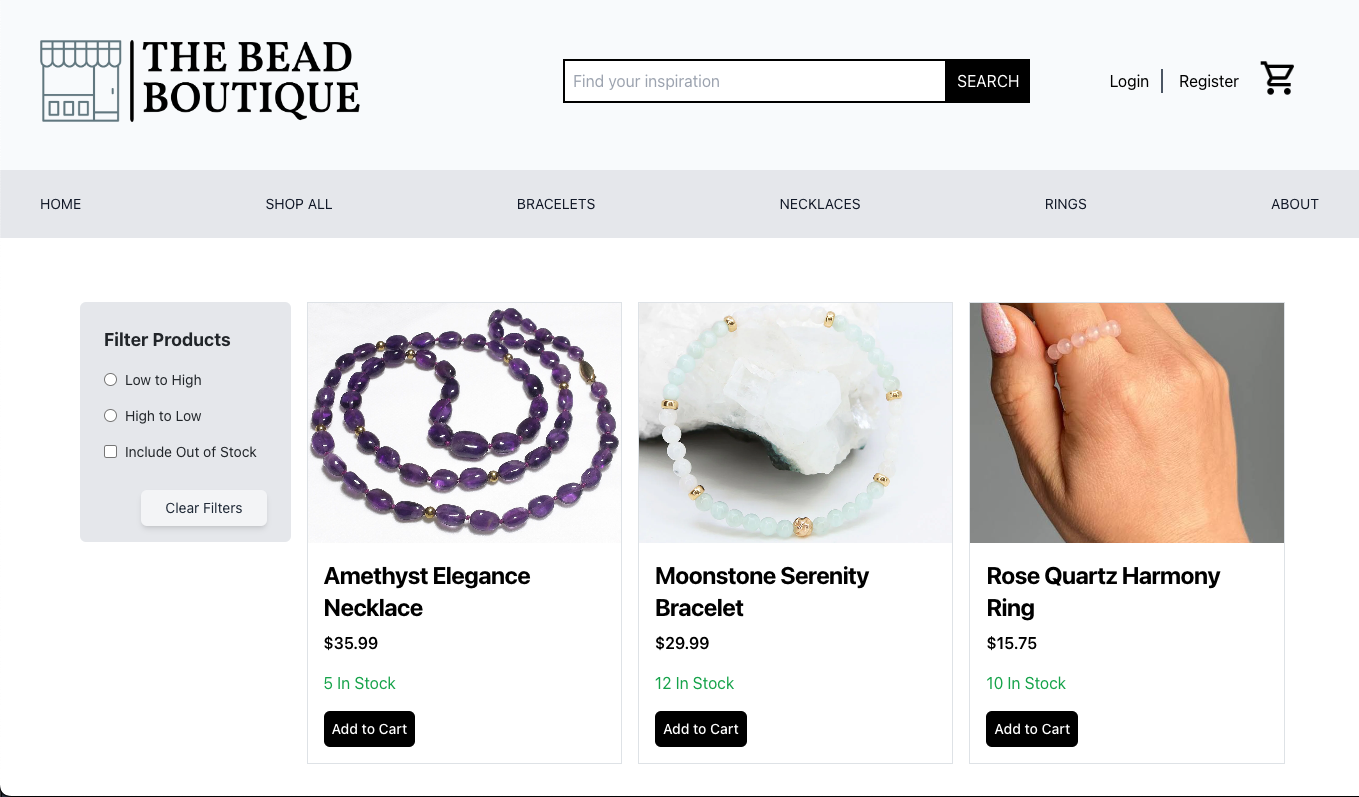 THE BEAD
BOUTIQUE
Find your inspiration
SEARCH
Login
Register
HOME
SHOP ALL
BRACELETS
NECKLACES
RINGS
ABOUT
Filter Products
Low to High
High to Low
Include Out of Stock
Clear Filters
Amethyst Elegance
Necklace
$35.99
5 In Stock
Add to Cart
Moonstone Serenity
Bracelet
$29.99
12 In Stock
Add to Cart
Rose Quartz Harmony
Ring
$15.75
10 In Stock
Add to Cart